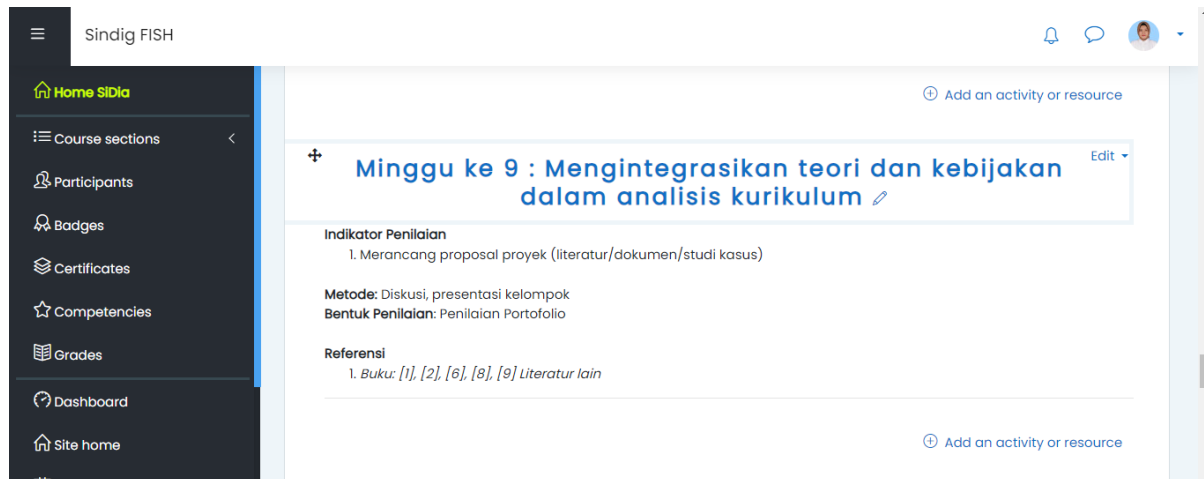 Sindig FISH
Home SiDia
Course sections
Participants
Badges
Certificates
Competencies
Grades
Dashboard
Site home
Add an activity or resource
Edit
Minggu ke 9 : Mengintegrasikan teori dan kebijakan
dalam analisis kurikulum
Indikator Penilaian
1. Merancang proposal proyek (literatur/dokumen/studi kasus)
Metode: Diskusi, presentasi kelompok
Bentuk Penilaian: Penilaian Portofolio
Referensi
1. Buku: [1], [2], [6], [8], [9] Literatur lain
Add an activity or resource